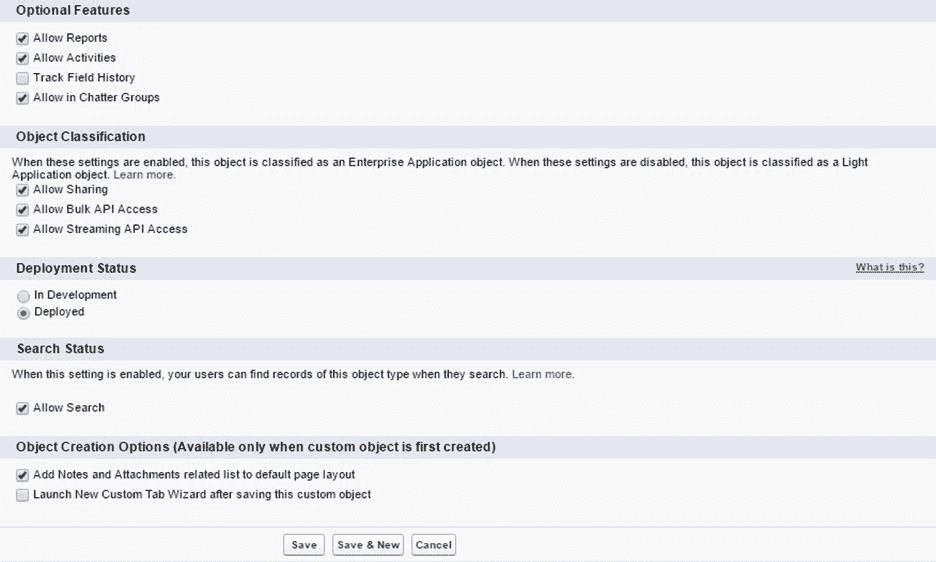 Optional Features
Allow Reports
Allow Activities
Track Field History
Allow in Chatter Groups
Object Classification
When these settings are enabled, this object is classified as an Enterprise Application object. When these settings are disabled, this object is classified as a Light
Application object. Learn more.
Allow Sharing
Allow Bulk API Access
Allow Streaming API Access
Deployment Status What is this?
In Development
Deployed
Search Status
When this setting is enabled, your users can find records of this object type when they search. Learn more.
Allow Search
Object Creation Options (Available only when custom object is first created)
Add Notes and Attachments related list to default page layout
Launch New Custom Tab Wizard after saving this custom object
Save Save & New Cancel